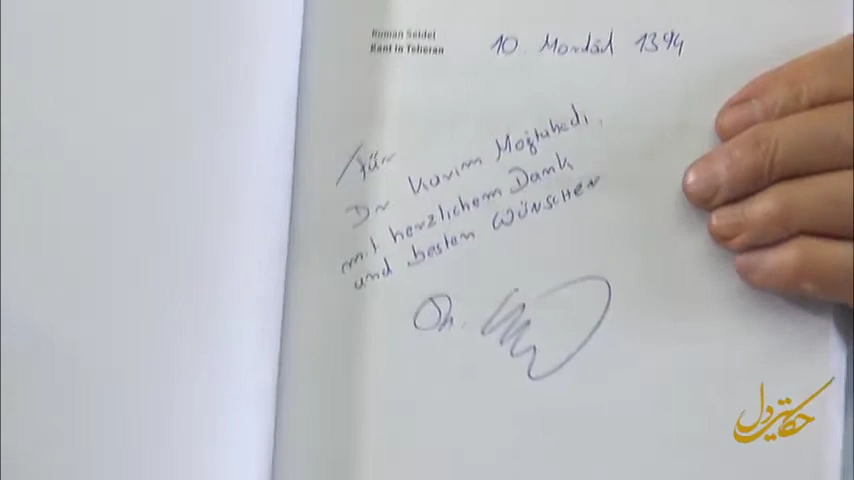 Roman Seidel
Kant in Teheran
10. Mordād 1394
Für
Dr Karim Mojtahedi,
mit herzlichem Dank
und besten WÜNSCHEN
حکایت دل